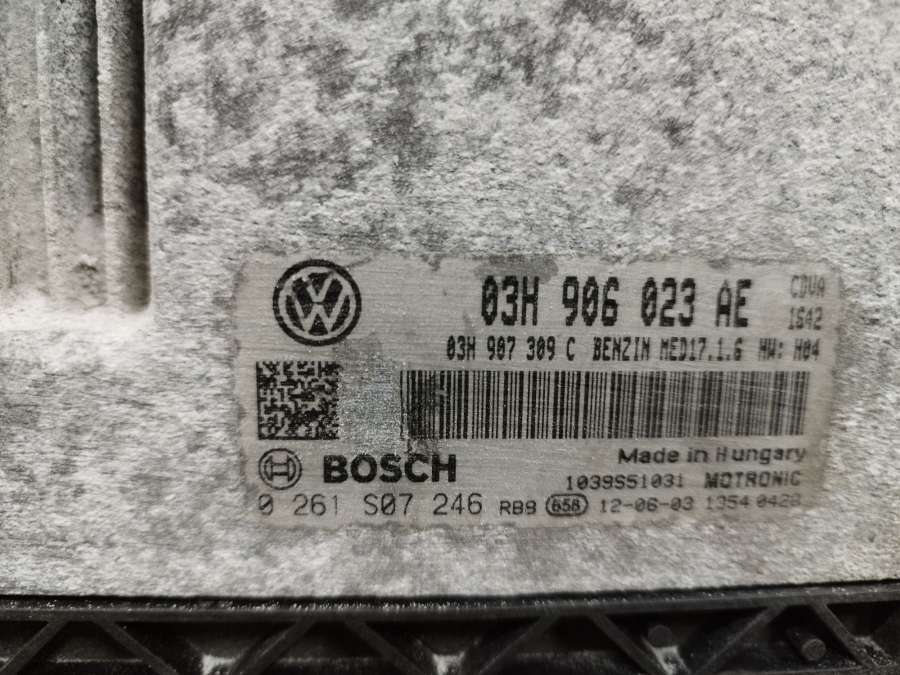 03H 906 023 AE CDVA
1642
03H 907 309 C BENZIN MED17.1.6 HW: H04
Made in Hungary
BOSCH 1039S51031 MOTRONIC
0 261 S07 246 RB9 658 12-06-03 1354 0428